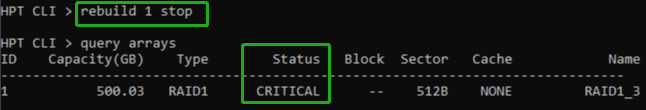 HPT CLI > rebuild 1 stop
HPT CLI > query arrays
ID Capacity(GB) Type Status Block Sector Cache Name
-------------------------------------------------------------------------------
1 500.03 RAID1 CRITICAL -- 512B NONE RAID1_3